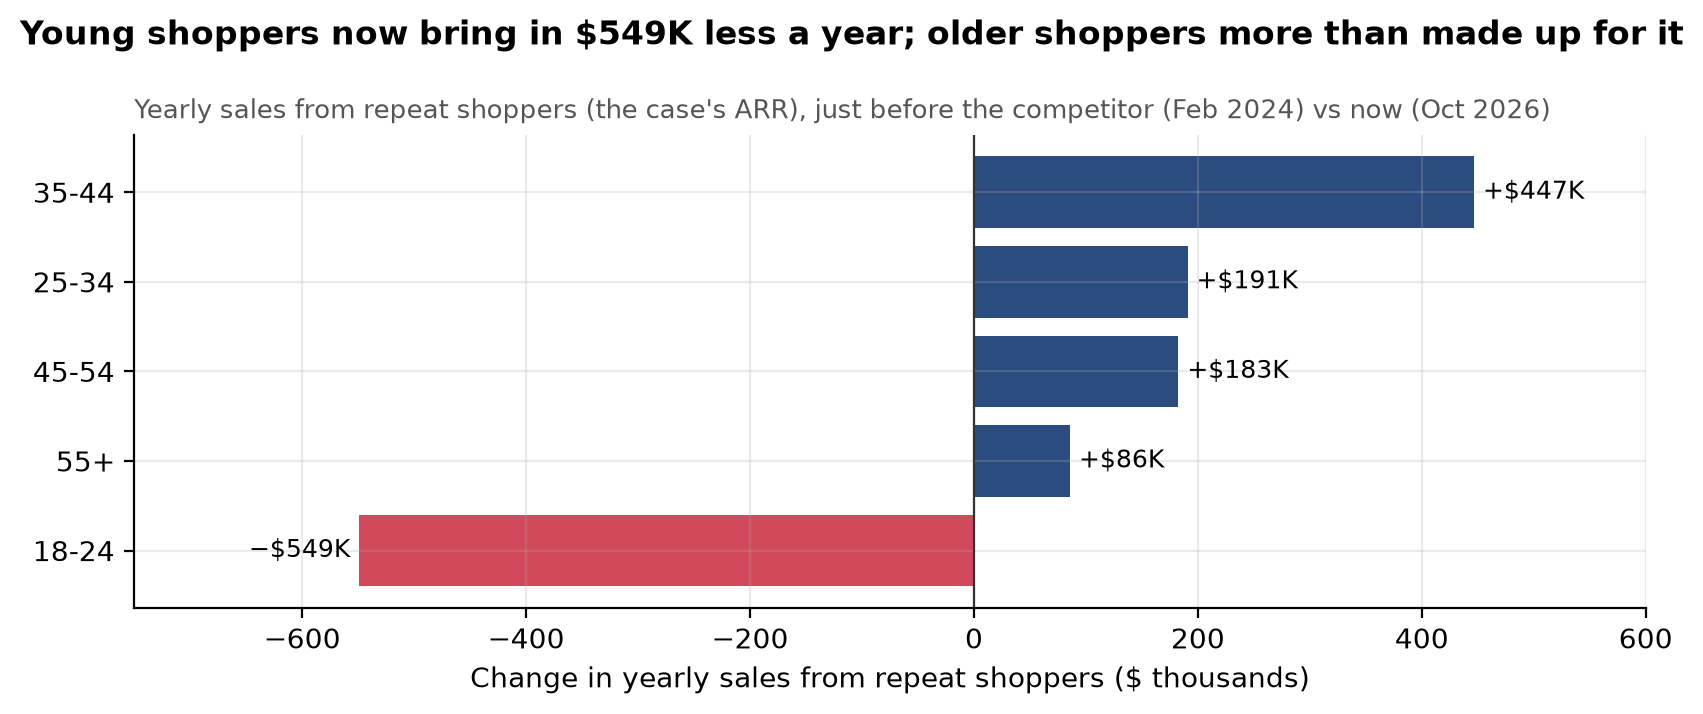 Young shoppers now bring in $549K less a year; older shoppers more than made up for it
Yearly sales from repeat shoppers (the case's ARR), just before the competitor (Feb 2024) vs now (Oct 2026)
35-44 +$447K
25-34 +$191K
45-54 +$183K
55+ +$86K
18-24 −$549K
−600 −400 −200 0 200 400 600
Change in yearly sales from repeat shoppers ($ thousands)